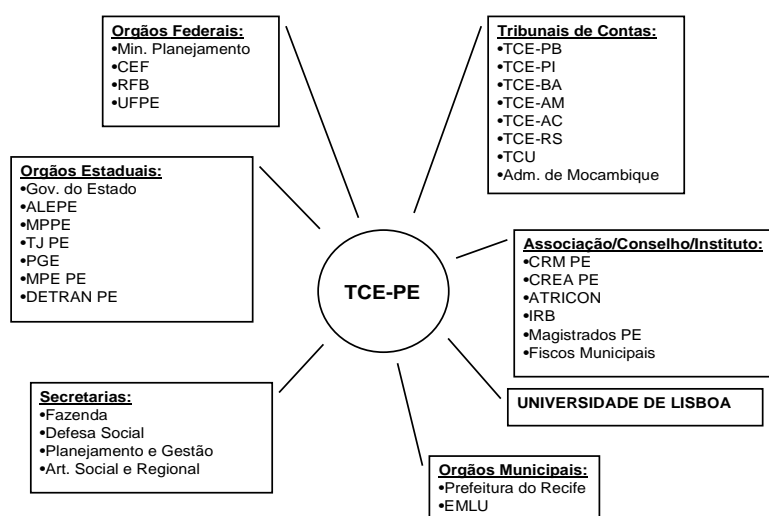 Orgãos Federais:
•Min. Planejamento
•CEF
•RFB
•UFPE
Tribunais de Contas:
•TCE-PB
•TCE-PI
•TCE-BA
•TCE-AM
•TCE-AC
•TCE-RS
•TCU
•Adm. de Mocambique
Orgãos Estaduais:
•Gov. do Estado
•ALEPE
•MPPE
•TJ PE
•PGE
•MPE PE
•DETRAN PE
TCE-PE
Associação/Conselho/Instituto:
•CRM PE
•CREA PE
•ATRICON
•IRB
•Magistrados PE
•Fiscos Municipais
Secretarias:
•Fazenda
•Defesa Social
•Planejamento e Gestão
•Art. Social e Regional
UNIVERSIDADE DE LISBOA
Orgãos Municipais:
•Prefeitura do Recife
•EMLU